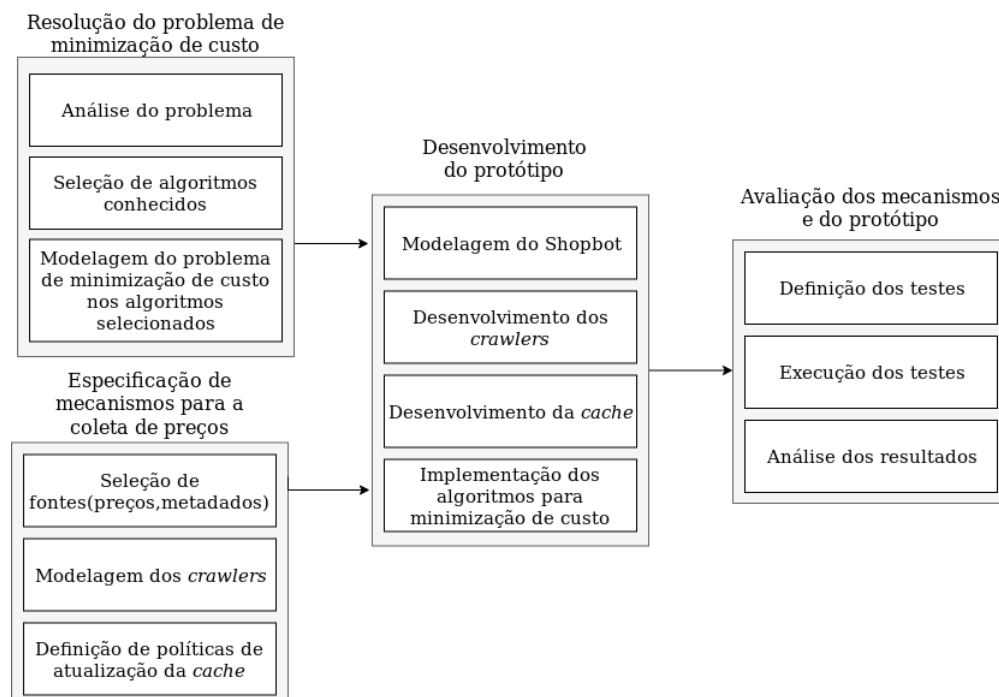 Resolução do problema de
minimização de custo
Análise do problema
Seleção de algoritmos
conhecidos
Modelagem do problema
de minimização de custo
nos algoritmos
selecionados
Especificação de
mecanismos para a
coleta de preços
Seleção de
fontes(preços,metadados)
Modelagem dos crawlers
Definição de políticas de
atualização da cache
Desenvolvimento
do protótipo
Modelagem do Shopbot
Desenvolvimento dos
crawlers
Desenvolvimento da cache
Implementação dos
algoritmos para
minimização de custo
Avaliação dos mecanismos
e do protótipo
Definição dos testes
Execução dos testes
Análise dos resultados